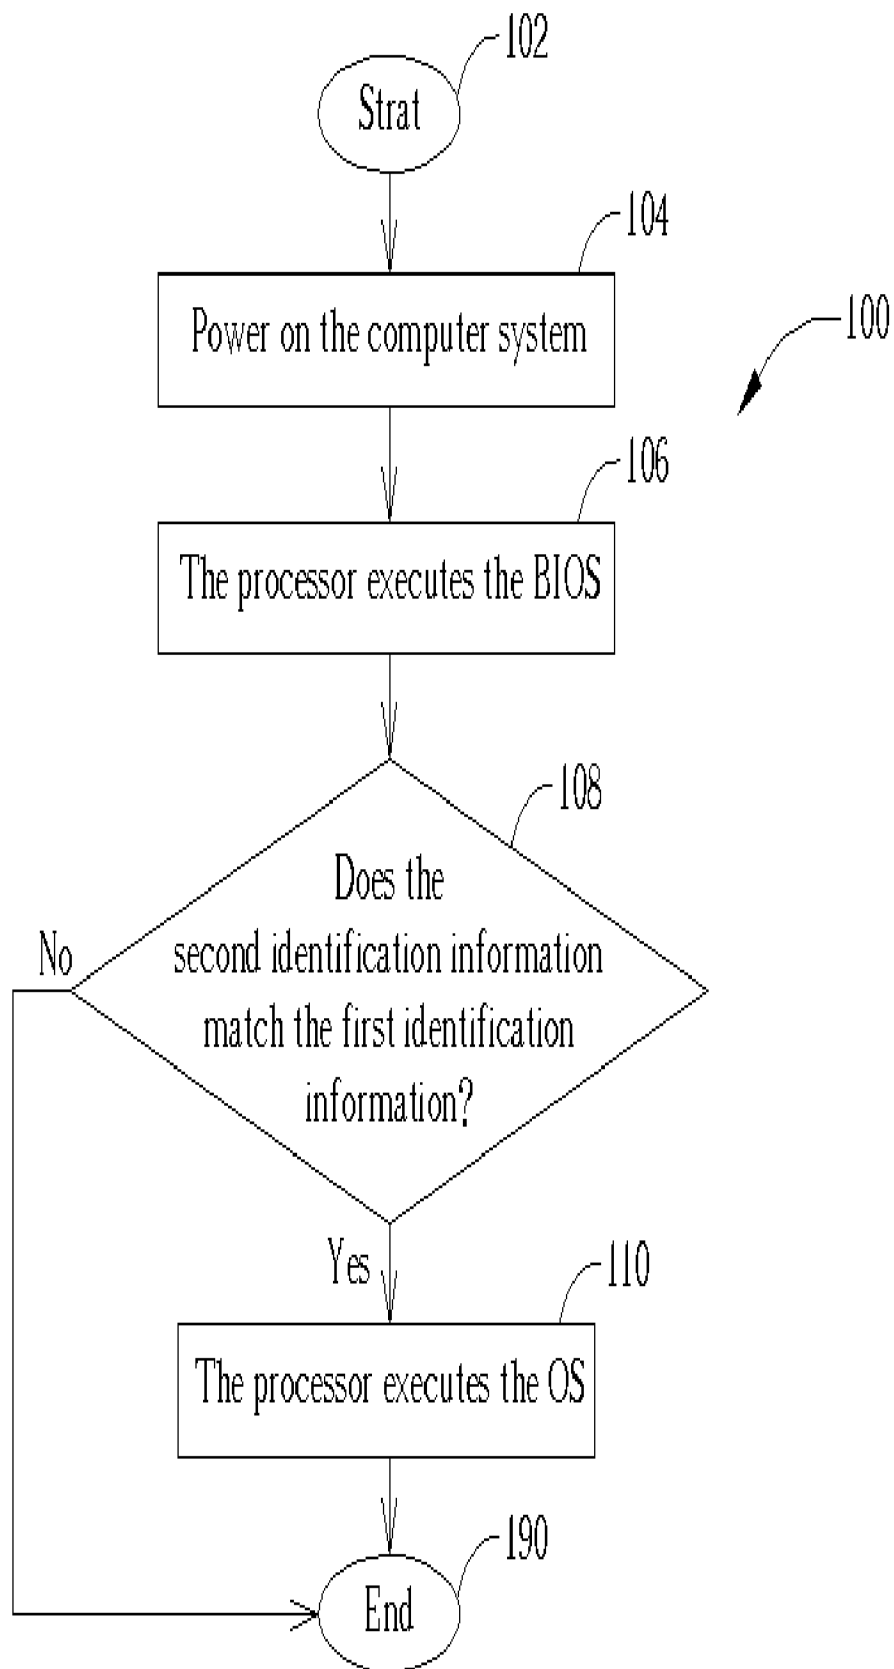 102
Strat
104
Power on the computer system
100
106
The processor executes the BIOS
108
Does the
second identification information
match the first identification
information?
No
Yes
110
The processor executes the OS
190
End